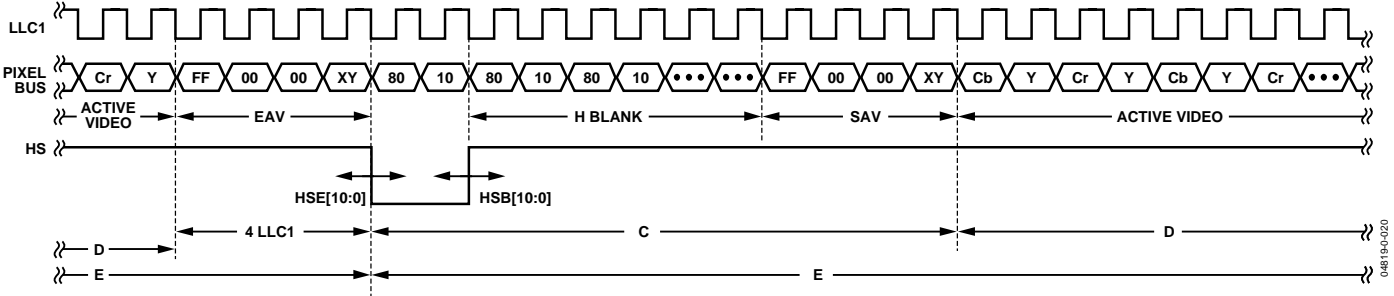 LLC1
PIXEL BUS Cr Y FF 00 00 XY 80 10 80 10 80 10 ••• ••• FF 00 00 XY Cb Y Cr Y Cb Y Cr •••
ACTIVE VIDEO EAV H BLANK SAV ACTIVE VIDEO
HS
HSE[10:0] HSB[10:0]
4 LLC1 C D
D
E E
04819-0-020